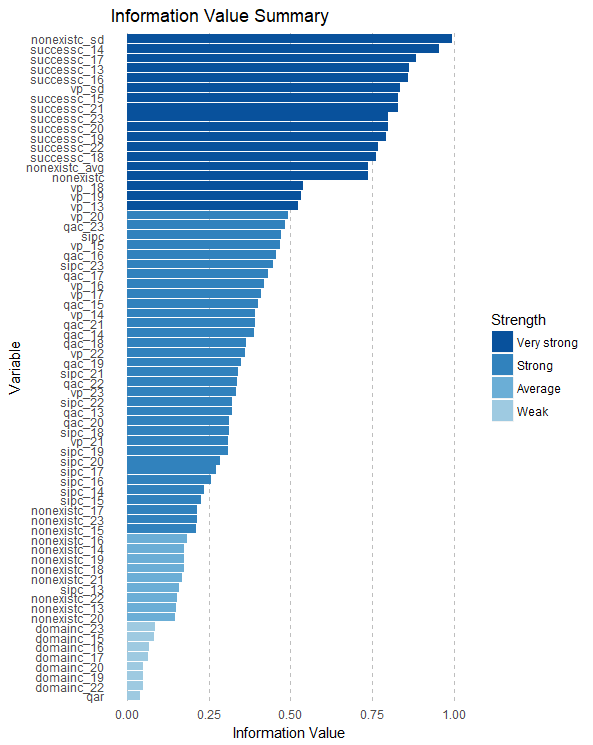 Information Value Summary
nonexistc_sd
successc_14
successc_17
successc_13
successc_16
vp_sd
successc_15
successc_21
successc_23
successc_20
successc_19
successc_22
successc_18
nonexistc_avg
nonexistc
vp_18
vp_19
vp_13
vp_20
qac_23
sipc
vp_15
qac_16
sipc_23
qac_17
vp_16
vp_17
qac_15
vp_14
qac_21
qac_14
qac_18
vp_22
qac_19
sipc_21
qac_22
vp_23
sipc_22
qac_13
qac_20
sipc_18
vp_21
sipc_19
sipc_20
sipc_17
sipc_16
sipc_14
sipc_15
nonexistc_17
nonexistc_23
nonexistc_15
nonexistc_16
nonexistc_14
nonexistc_19
nonexistc_18
nonexistc_21
sipc_13
nonexistc_22
nonexistc_13
nonexistc_20
domainc_23
domainc_15
domainc_16
domainc_17
domainc_20
domainc_19
domainc_22
qar
Variable
0.00 0.25 0.50 0.75 1.00
Information Value
Strength
Very strong
Strong
Average
Weak